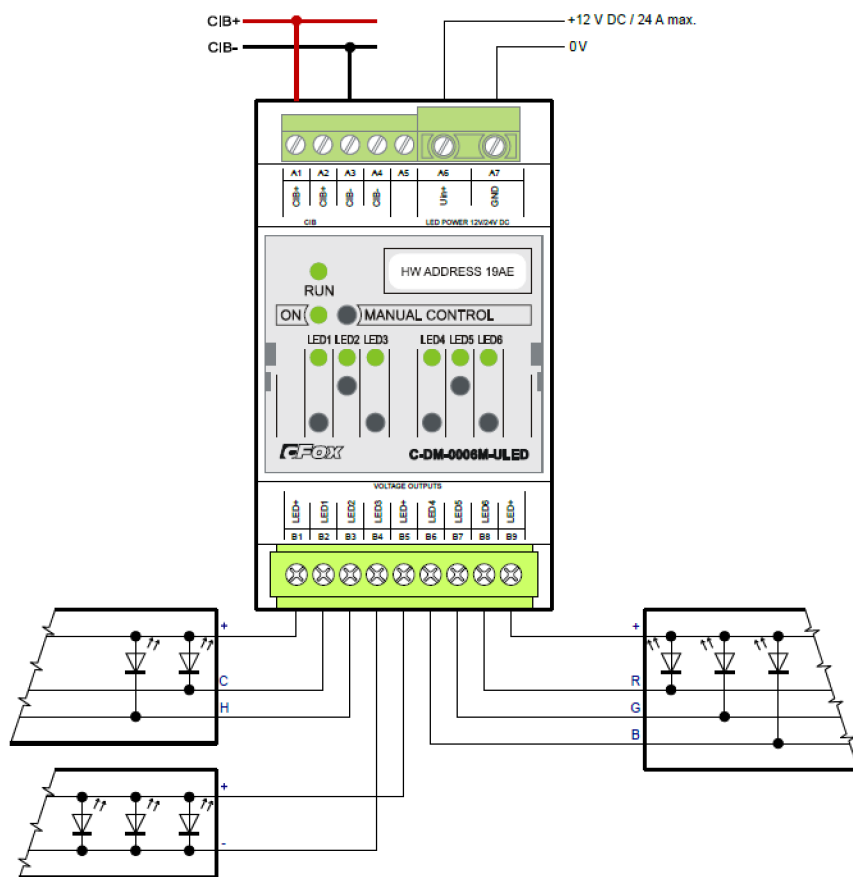 CIB+
+12 V DC / 24 A max.
CIB-
0V
A1 A2 A3 A4 A5 A6 A7
CIB+ CIB+ CIB- CIB- Uin+ GND
CIB LED POWER 12V/24V DC
HW ADDRESS 19AE
RUN
ON MANUAL CONTROL
LED1 LED2 LED3 LED4 LED5 LED6
CFox C-DM-0006M-ULED
VOLTAGE OUTPUTS
LED+ LED1 LED2 LED3 LED+ LED4 LED5 LED6 LED+
B1 B2 B3 B4 B5 B6 B7 B8 B9
+ +
C R
H G
B
+
-